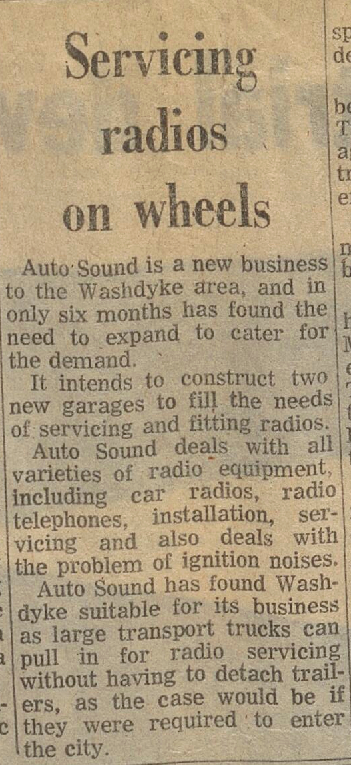 Servicing
radios
on wheels
Auto Sound is a new business
to the Washdyke area, and in
only six months has found the
need to expand to cater for
the demand.
It intends to construct two
new garages to fill the needs
of servicing and fitting radios.
Auto Sound deals with all
varieties of radio equipment,
including car radios, radio
telephones, installation, ser-
vicing and also deals with
the problem of ignition noises.
Auto Sound has found Wash-
dyke suitable for its business
as large transport trucks can
pull in for radio servicing
without having to detach trail-
ers, as the case would be if
they were required to enter
the city.